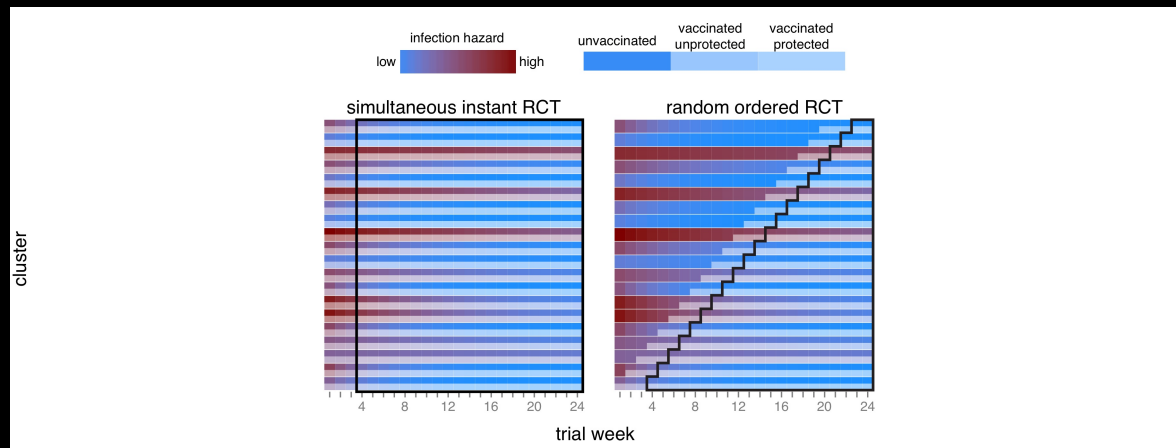 infection hazard
low high
unvaccinated
vaccinated
unprotected
vaccinated
protected
simultaneous instant RCT
random ordered RCT
cluster
4 8 12 16 20 24
4 8 12 16 20 24
trial week